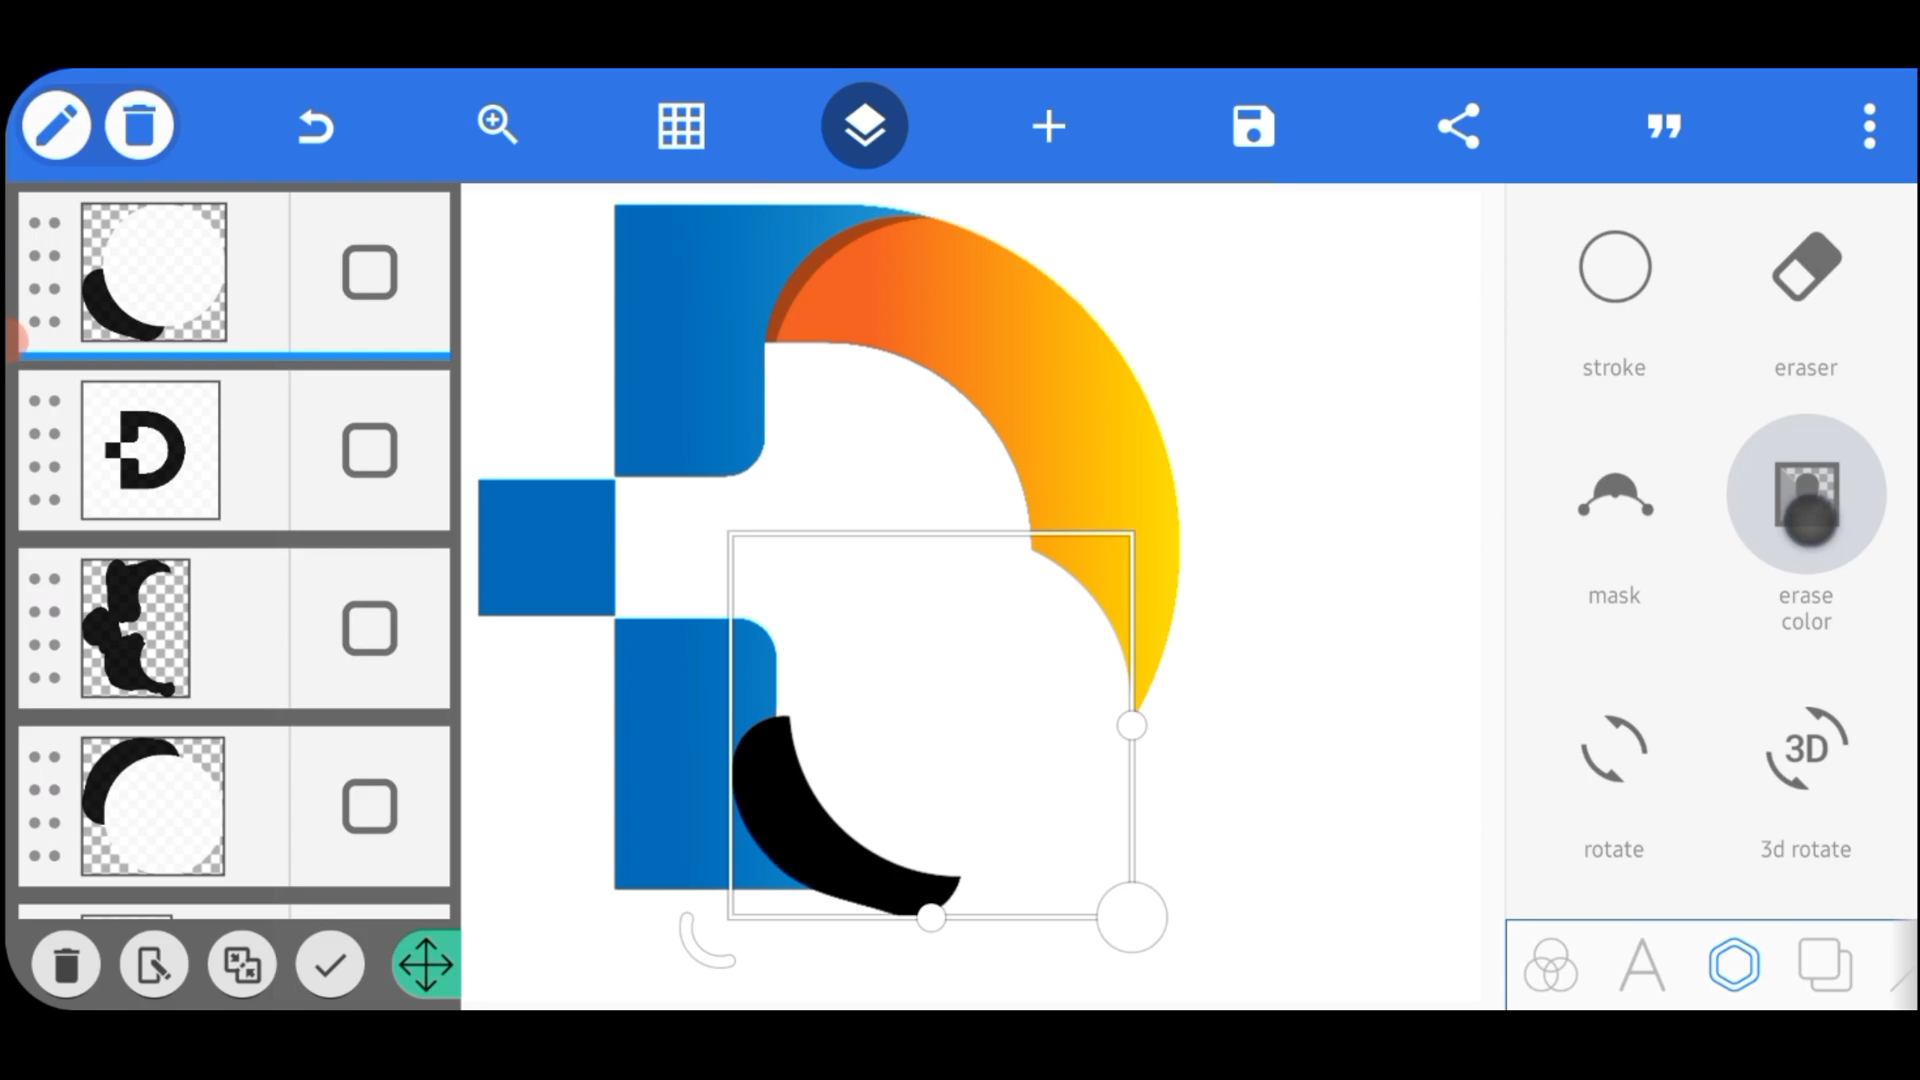 stroke
eraser
mask
erase
color
3D
rotate
3d rotate
A